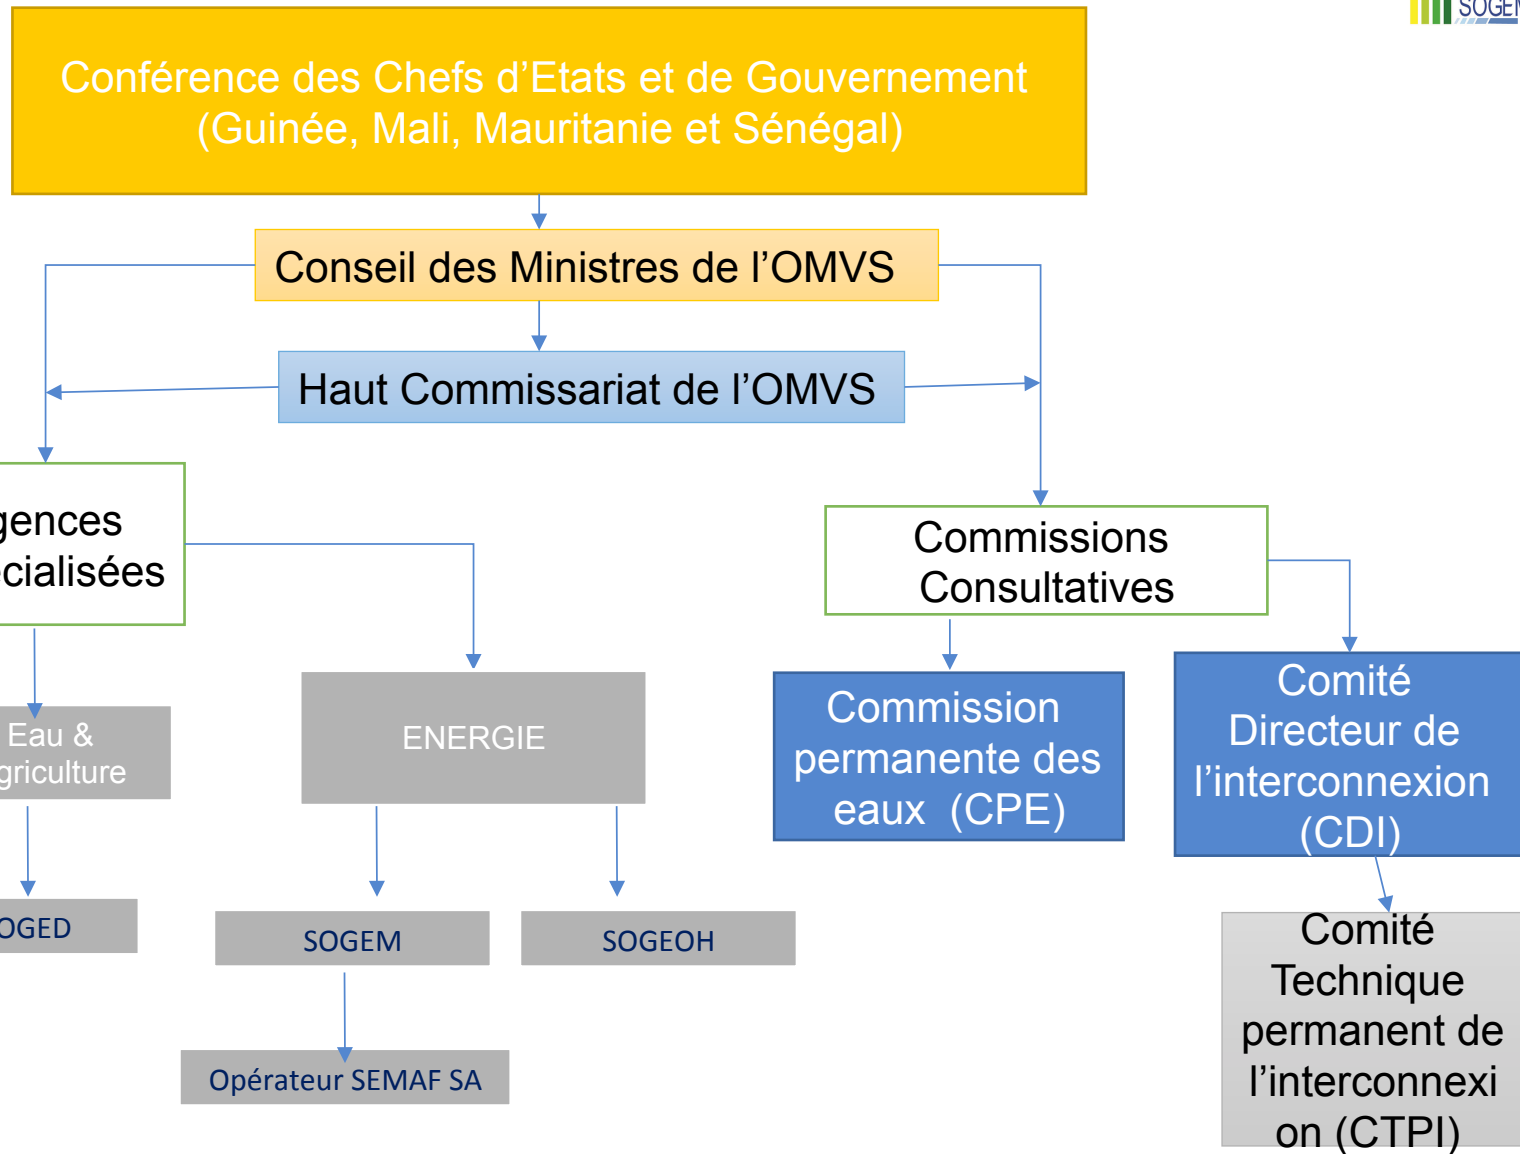 SOGEM
Conférence des Chefs d’Etats et de Gouvernement
(Guinée, Mali, Mauritanie et Sénégal)
Conseil des Ministres de l’OMVS
Haut Commissariat de l’OMVS
gences
écialisées
Commissions
Consultatives
Eau &
griculture
ENERGIE
Commission
permanente des
eaux (CPE)
Comité
Directeur de
l’interconnexion
(CDI)
OGED
SOGEM
SOGEOH
Comité
Technique
permanent de
l’interconnexi
on (CTPI)
Opérateur SEMAF SA